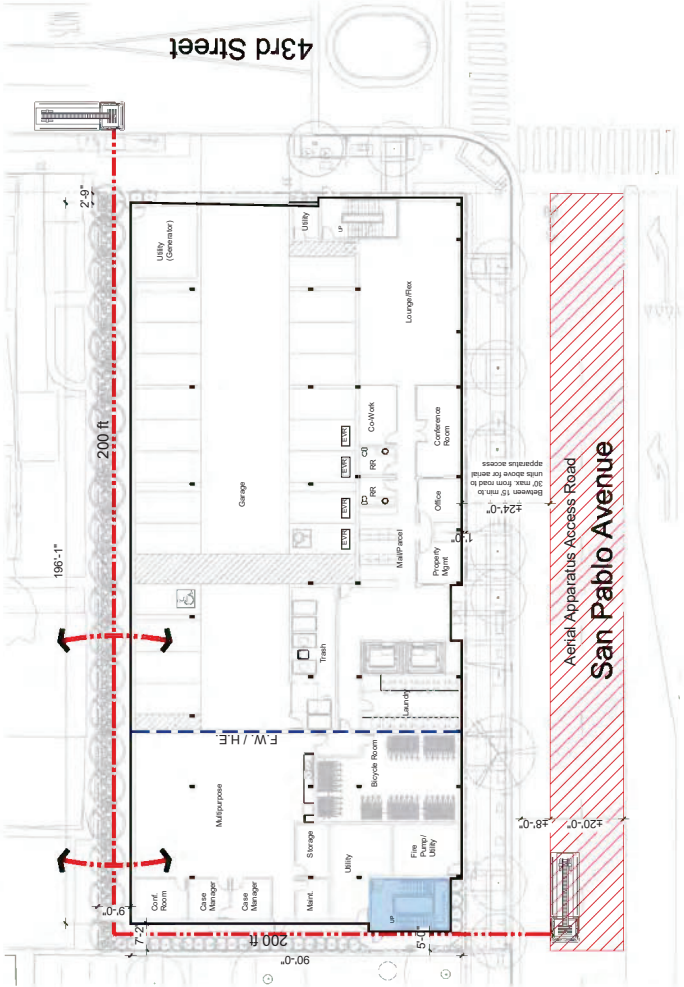 43rd Street
2'-9"
196'-1"
200 ft
Utility
(Generator)
Utility
UP
Garage
Lounge/Flex
Co-Work
Conference
Room
EVR
EVR
EVR
EVR
RR
RR
Office
Mail/Parcel
Property
Mgmt
1'-0"
Between 15' min to
30' max. from road to
units above for aerial
apparatus access
±24'-0"
Aerial Apparatus Access Road
San Pablo Avenue
Trash
Laundry
F.W. / H.E.
Multipurpose
Bicycle Room
Storage
Utility
Fire
Pump/
Utility
Conf.
Room
Case
Manager
Case
Manager
Maint.
UP
9'-0"
7'-2"
200 ft
90'-0"
5'-0"
±8'-0"
±20'-0"